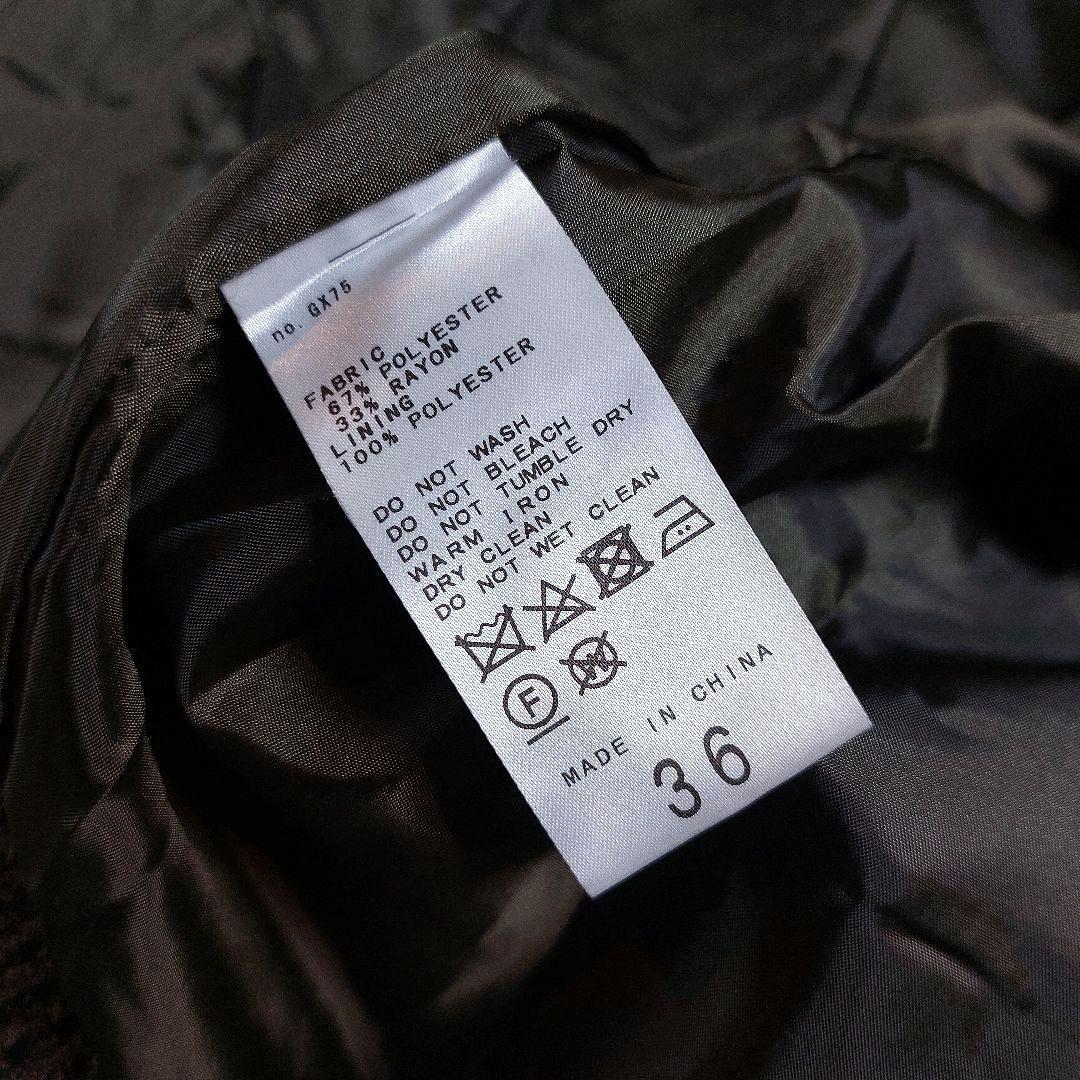 no. GX75
FABRIC
67% POLYESTER
33% RAYON
LINING
100% POLYESTER
DO NOT WASH
DO NOT BLEACH
DO NOT TUMBLE DRY
WARM IRON
DRY CLEAN
DO NOT WET CLEAN
F W
MADE IN CHINA
36